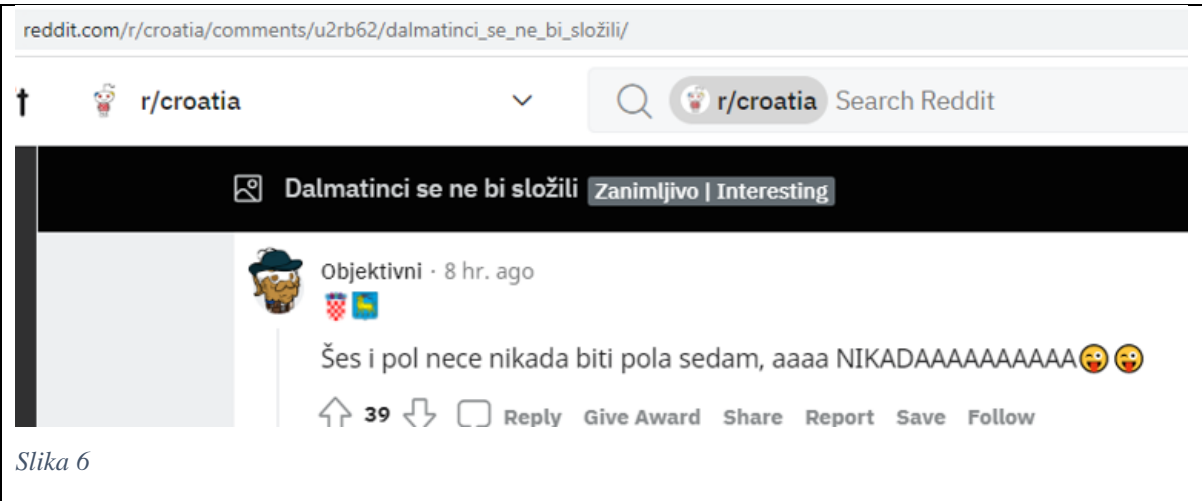 reddit.com/r/croatia/comments/u2rb62/dalmatinci_se_ne_bi_složili/
t r/croatia r/croatia Search Reddit
Dalmatinci se ne bi složili Zanimljivo | Interesting
Objektivni · 8 hr. ago
Šes i pol nece nikada biti pola sedam, aaaa NIKADAAAAAAAAAA😜😜
39 Reply Give Award Share Report Save Follow
Slika 6